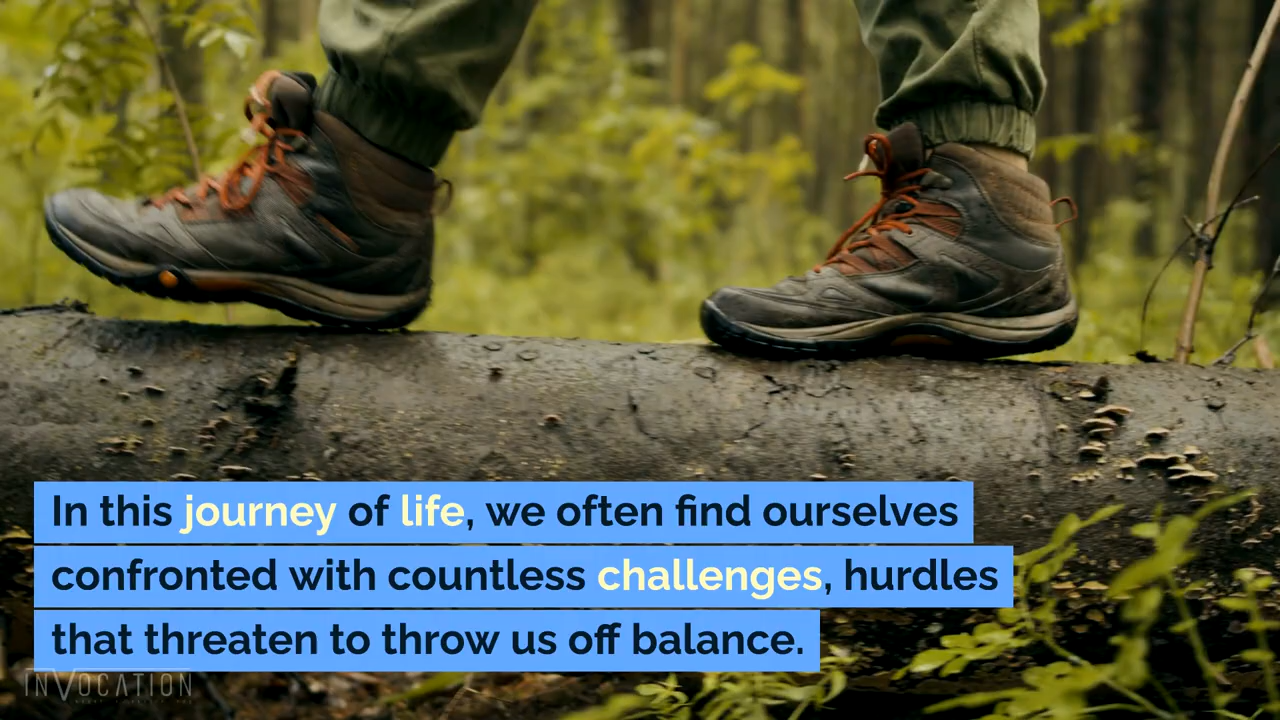 In this journey of life, we often find ourselves
confronted with countless challenges, hurdles
that threaten to throw us off balance.
INVOCATION